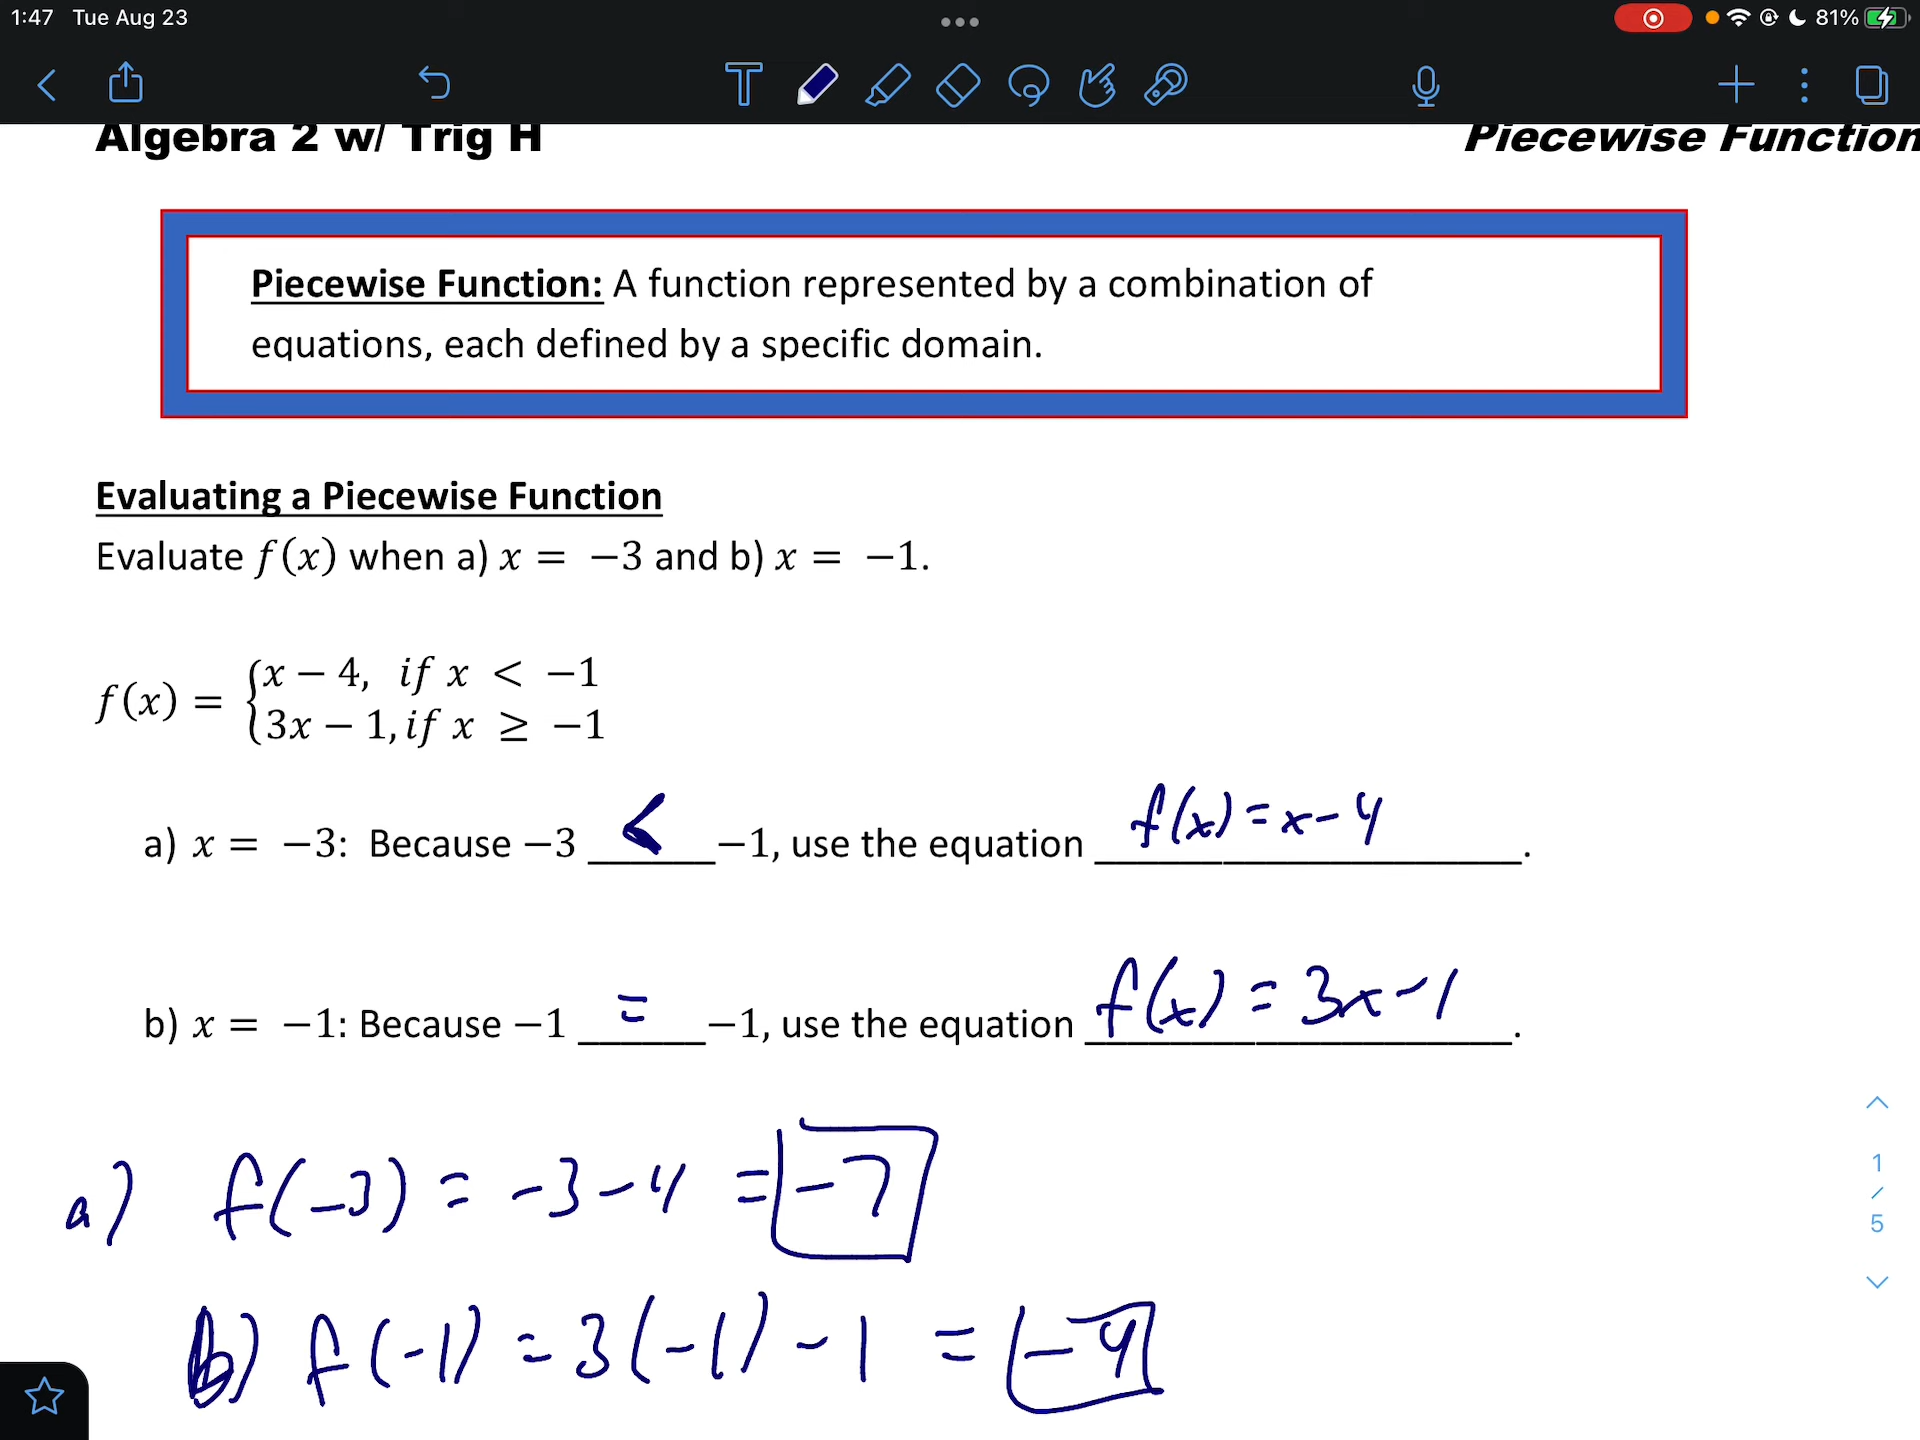 1:47 Tue Aug 23
81%
T
Algebra 2 w/ Trig H
Piecewise Function
Piecewise Function: A function represented by a combination of
equations, each defined by a specific domain.
Evaluating a Piecewise Function
Evaluate f(x) when a) x = −3 and b) x = −1.
f(x) = {x − 4, if x < −1
{3x − 1, if x ≥ −1
a) x = −3: Because −3 < −1, use the equation f(x) = x − 4.
b) x = −1: Because −1 = −1, use the equation f(x) = 3x − 1.
a) f(−3) = −3 − 4 = −7
b) f(−1) = 3(−1) − 1 = −4
1
/
5